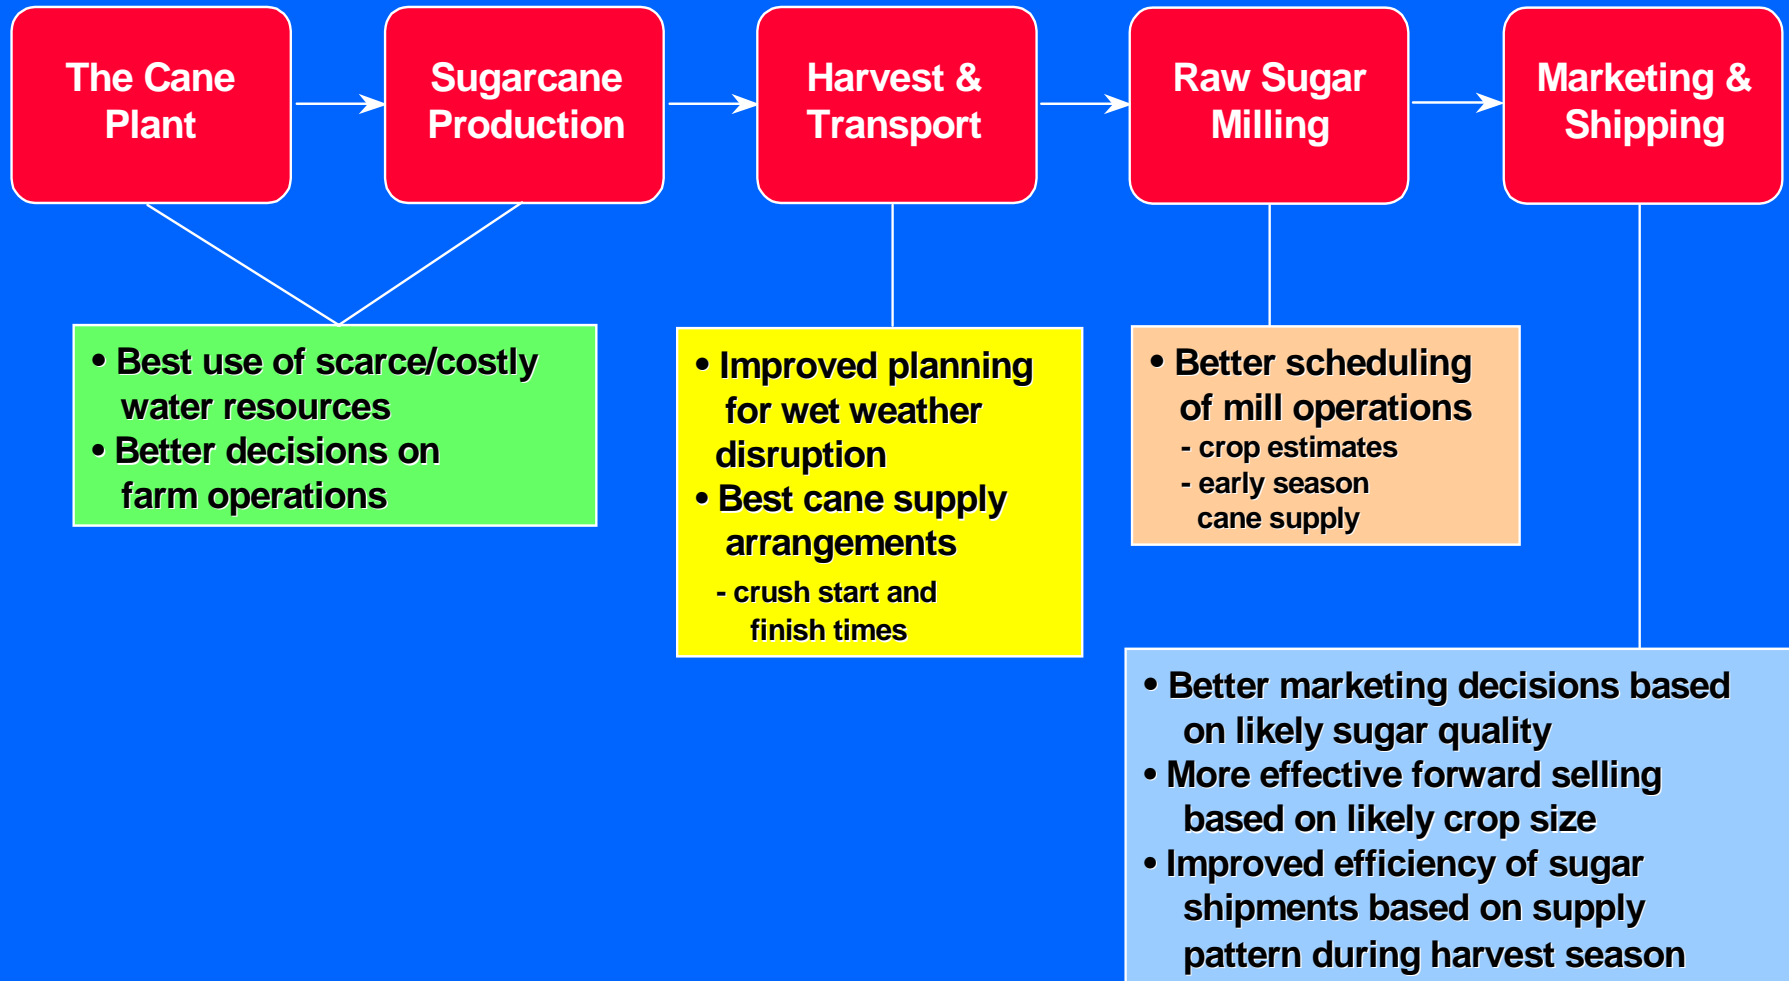 The Cane
Plant
Sugarcane
Production
Harvest &
Transport
Raw Sugar
Milling
Marketing &
Shipping
• Best use of scarce/costly
water resources
• Better decisions on
farm operations
• Improved planning
for wet weather
disruption
• Best cane supply
arrangements
- crush start and
finish times
• Better scheduling
of mill operations
- crop estimates
- early season
cane supply
• Better marketing decisions based
on likely sugar quality
• More effective forward selling
based on likely crop size
• Improved efficiency of sugar
shipments based on supply
pattern during harvest season